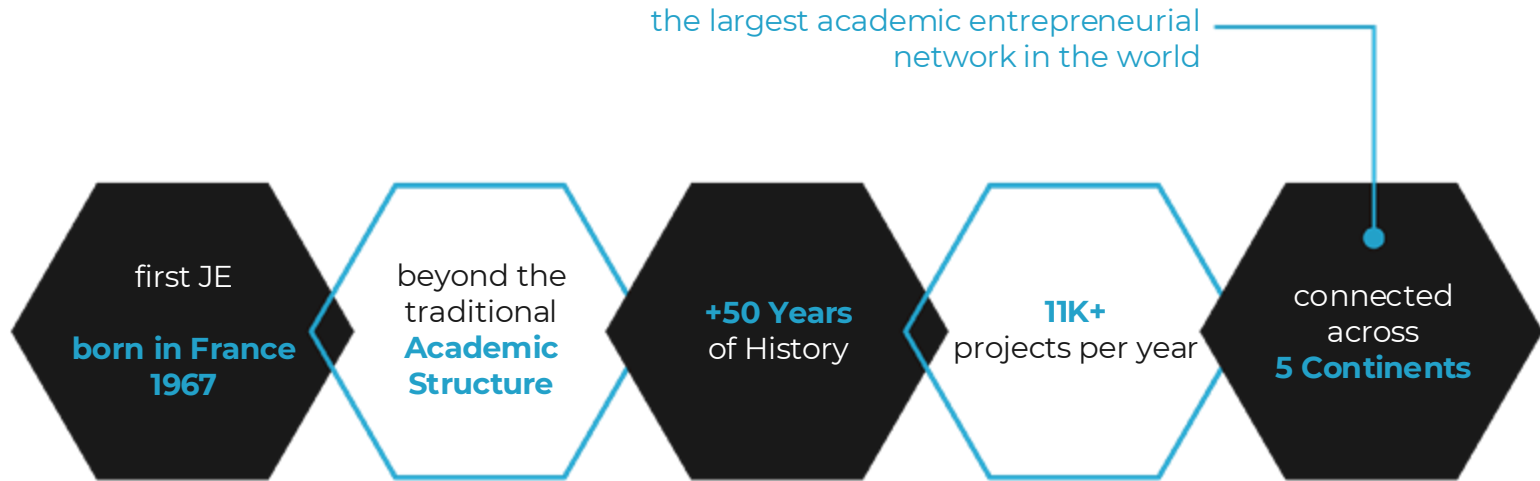 the largest academic entrepreneurial
network in the world
first JE
born in France
1967
beyond the
traditional
Academic
Structure
+50 Years
of History
11K+
projects per year
connected
across
5 Continents